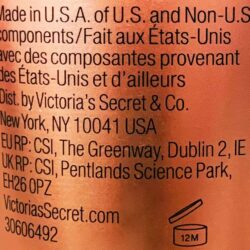 Made in U.S.A. of U.S. and Non-U.S.
components/Fait aux États-Unis
avec des composantes provenant
des États-Unis et d'ailleurs
Dist. by Victoria's Secret & Co.
New York, NY 10041 USA
EU RP: CSI, The Greenway, Dublin 2, IE
UK RP: CSI, Pentlands Science Park,
EH26 0PZ
VictoriasSecret.com
30606492
12M